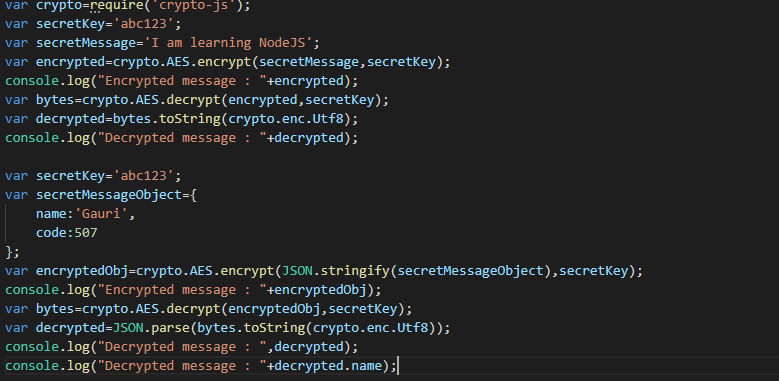 var crypto=require('crypto-js');
var secretKey='abc123';
var secretMessage='I am learning NodeJS';
var encrypted=crypto.AES.encrypt(secretMessage,secretKey);
console.log("Encrypted message : "+encrypted);
var bytes=crypto.AES.decrypt(encrypted,secretKey);
var decrypted=bytes.toString(crypto.enc.Utf8);
console.log("Decrypted message : "+decrypted);
var secretKey='abc123';
var secretMessageObject={
name:'Gauri',
code:507
};
var encryptedObj=crypto.AES.encrypt(JSON.stringify(secretMessageObject),secretKey);
console.log("Encrypted message : "+encryptedObj);
var bytes=crypto.AES.decrypt(encryptedObj,secretKey);
var decrypted=JSON.parse(bytes.toString(crypto.enc.Utf8));
console.log("Decrypted message : ",decrypted);
console.log("Decrypted message : "+decrypted.name);